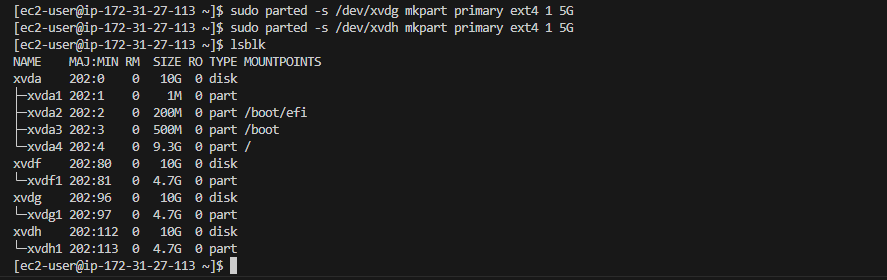 [ec2-user@ip-172-31-27-113 ~]$ sudo parted -s /dev/xvdg mkpart primary ext4 1 5G
[ec2-user@ip-172-31-27-113 ~]$ sudo parted -s /dev/xvdh mkpart primary ext4 1 5G
[ec2-user@ip-172-31-27-113 ~]$ lsblk
NAME    MAJ:MIN RM  SIZE RO TYPE MOUNTPOINTS
xvda    202:0    0   10G  0 disk
├─xvda1 202:1    0    1M  0 part
├─xvda2 202:2    0  200M  0 part /boot/efi
├─xvda3 202:3    0  500M  0 part /boot
└─xvda4 202:4    0  9.3G  0 part /
xvdf    202:80   0   10G  0 disk
└─xvdf1 202:81   0  4.7G  0 part
xvdg    202:96   0   10G  0 disk
└─xvdg1 202:97   0  4.7G  0 part
xvdh    202:112  0   10G  0 disk
└─xvdh1 202:113  0  4.7G  0 part
[ec2-user@ip-172-31-27-113 ~]$